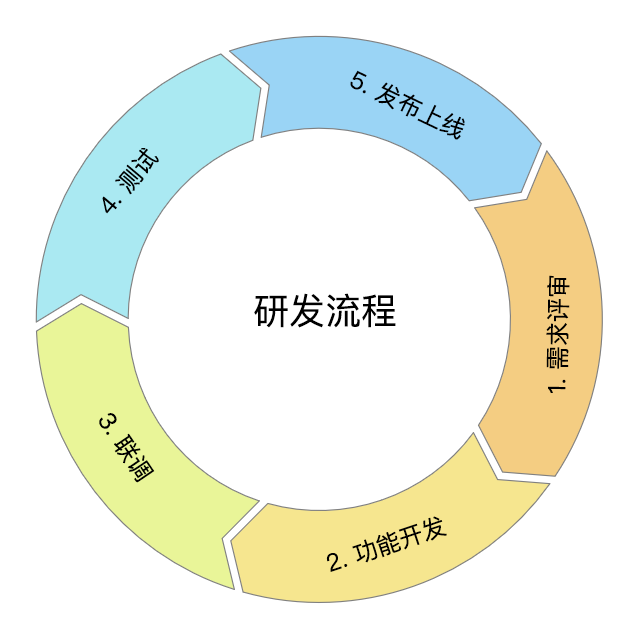 研发流程
1. 需求评审
2. 功能开发
3. 联调
4. 测试
5. 发布上线